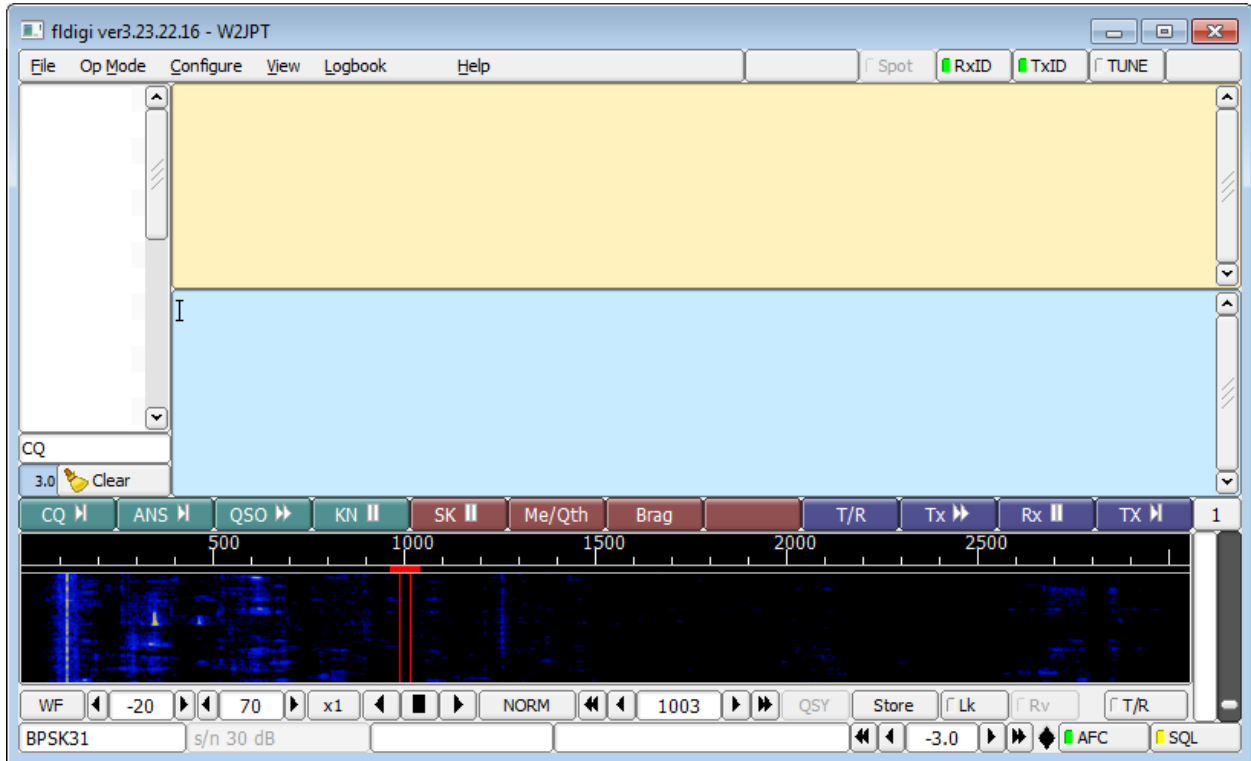 fldigi ver3.23.22.16 - W2JPT
File Op Mode Configure View Logbook Help Spot RxID TxID TUNE
CQ
3.0 Clear
CQ ANS QSO KN SK Me/Qth Brag T/R Tx Rx TX 1
500 1000 1500 2000 2500
WF -20 70 x1 NORM 1003 QSY Store Lk Rv T/R
BPSK31 s/n 30 dB -3.0 AFC SQL